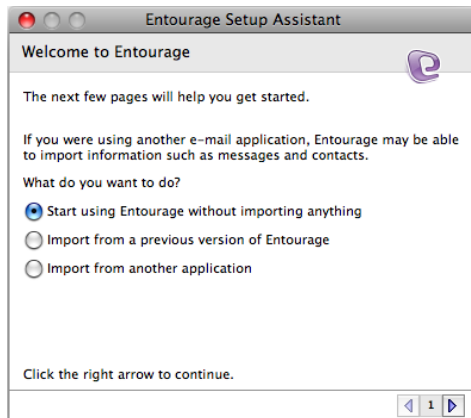 Entourage Setup Assistant
Welcome to Entourage
The next few pages will help you get started.
If you were using another e-mail application, Entourage may be able
to import information such as messages and contacts.
What do you want to do?
Start using Entourage without importing anything
Import from a previous version of Entourage
Import from another application
Click the right arrow to continue.
1